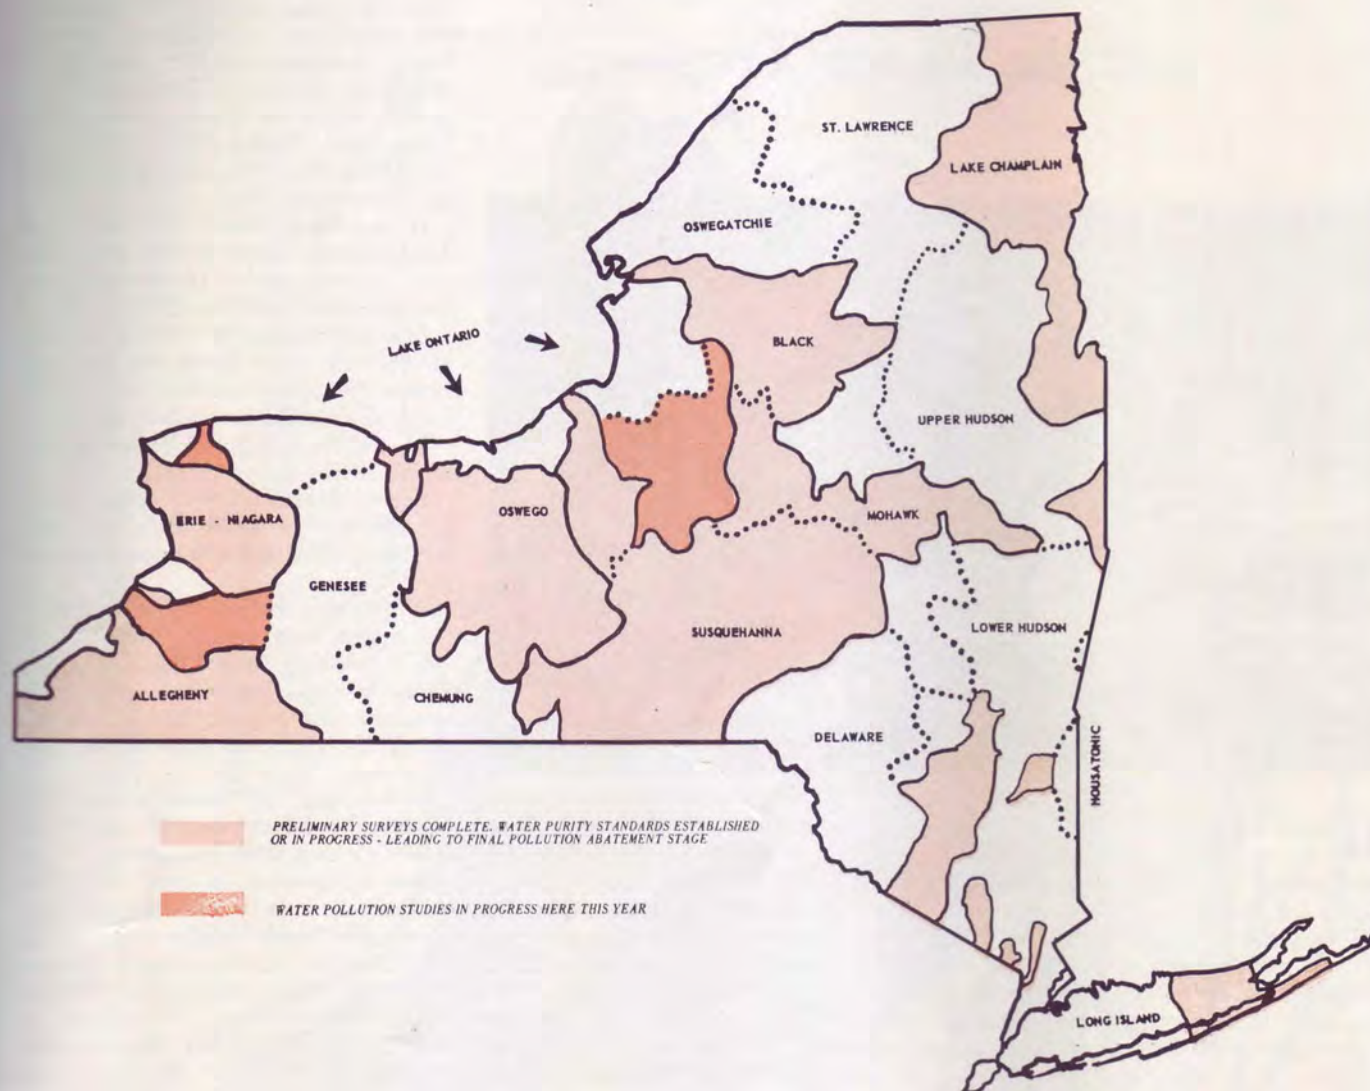 ST. LAWRENCE
LAKE CHAMPLAIN
OSWEGATCHIE
LAKE ONTARIO
BLACK
UPPER HUDSON
OSWEGO
MOHAWK
ERIE - NIAGARA
GENESEE
SUSQUEHANNA
LOWER HUDSON
ALLEGHENY
CHEMUNG
DELAWARE
HOUSATONIC
PRELIMINARY SURVEYS COMPLETE. WATER PURITY STANDARDS ESTABLISHED
OR IN PROGRESS - LEADING TO FINAL POLLUTION ABATEMENT STAGE
WATER POLLUTION STUDIES IN PROGRESS HERE THIS YEAR
LONG ISLAND